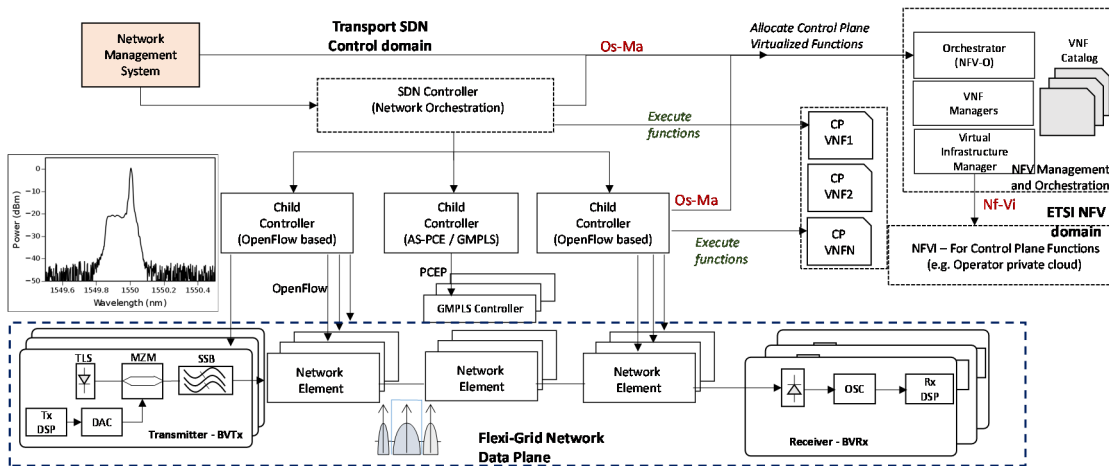 Network
Management
System
Transport SDN
Control domain
Os-Ma
Allocate Control Plane
Virtualized Functions
Orchestrator
(NFV-O)
VNF
Catalog
VNF
Managers
Virtual
Infrastructure
Manager
NFV Management
and Orchestration
SDN Controller
(Network Orchestration)
Execute
functions
CP
VNF1
CP
VNF2
CP
VNFN
Nf-Vi
ETSI NFV
domain
NFVI – For Control Plane Functions
(e.g. Operator private cloud)
Child
Controller
(OpenFlow based)
Child
Controller
(AS-PCE / GMPLS)
Child
Controller
(OpenFlow based)
Os-Ma
Execute
functions
Power (dBm)
0
−10
−20
−30
−40
−50
1549.6
1549.8
1550
1550.2
1550.4
Wavelength (nm)
OpenFlow
PCEP
GMPLS Controller
TLS
MZM
SSB
Tx
DSP
DAC
Transmitter - BVTx
Network
Element
Network
Element
Network
Element
OSC
Rx
DSP
Receiver - BVRx
Flexi-Grid Network
Data Plane